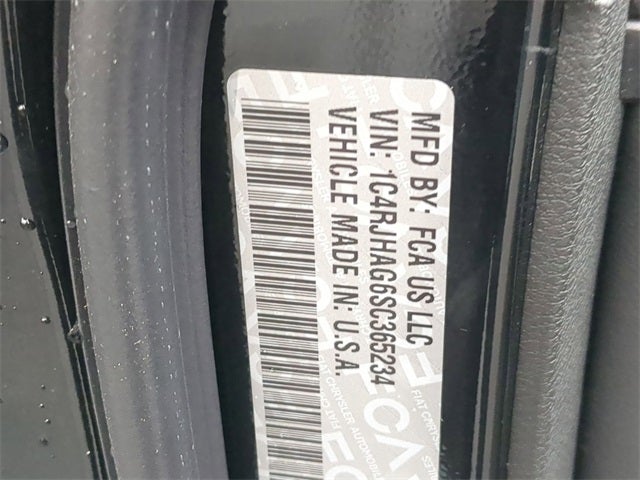 MFD BY: FCA US LLC
VIN: 1C4RJHAG6SC365234
VEHICLE MADE IN: U.S.A